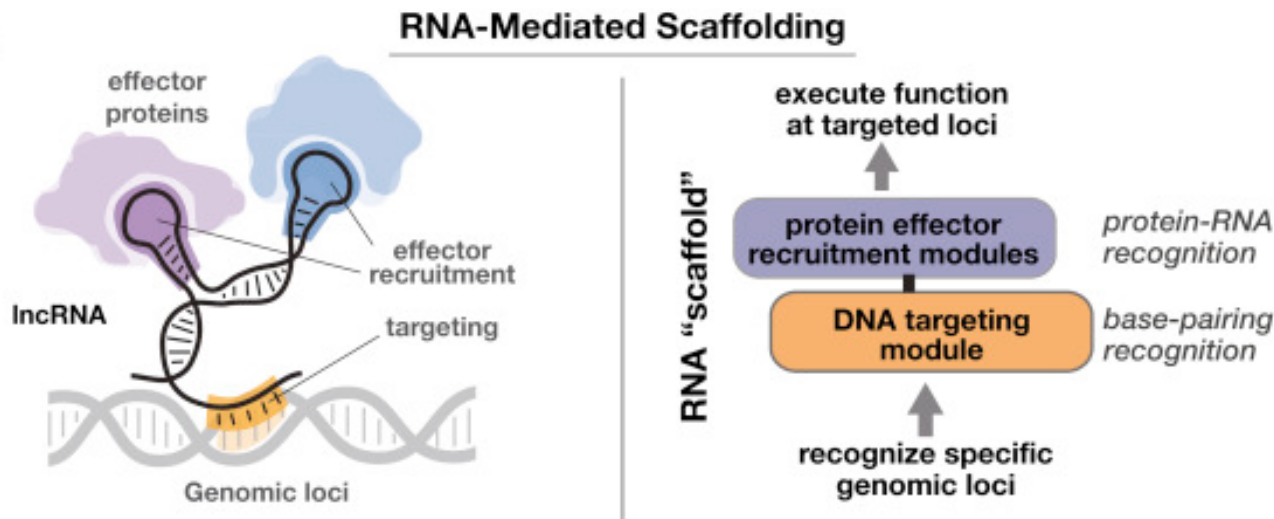 RNA-Mediated Scaffolding
effector
proteins
effector
recruitment
lncRNA
targeting
Genomic loci
execute function
at targeted loci
RNA “scaffold”
protein effector
recruitment modules
protein-RNA
recognition
DNA targeting
module
base-pairing
recognition
recognize specific
genomic loci